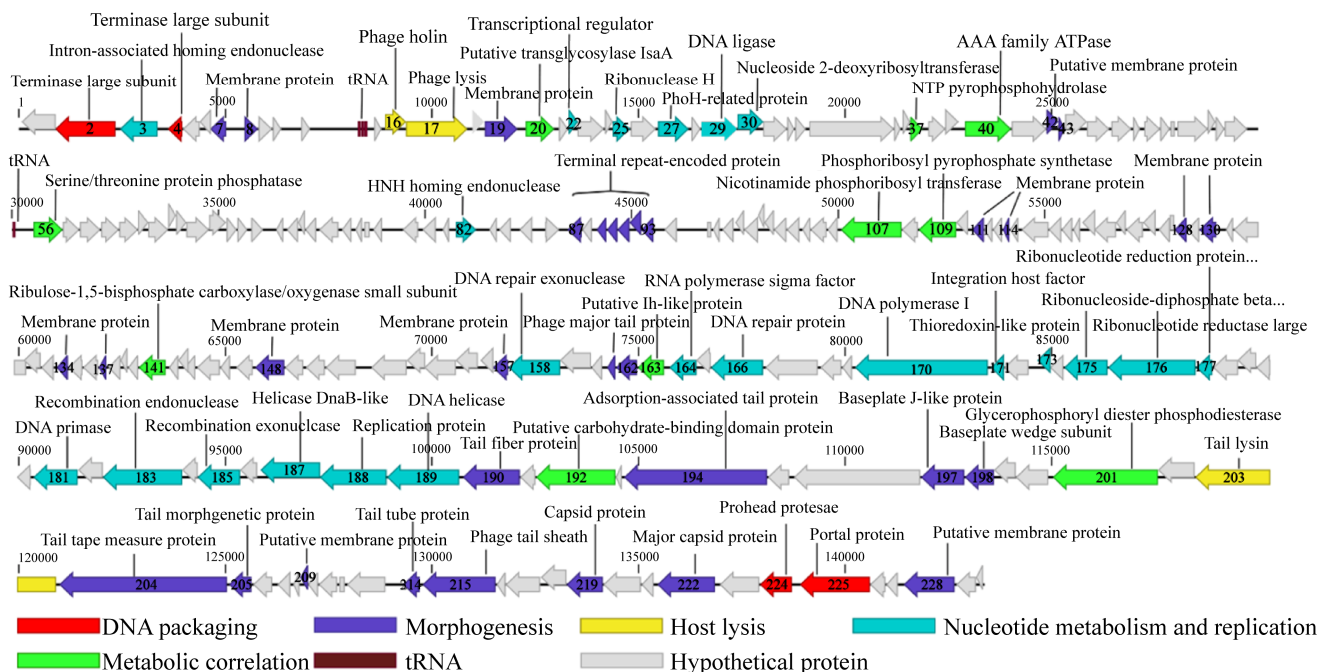 Terminase large subunit
Transcriptional regulator
Intron-associated homing endonuclease
Phage holin
Putative transglycosylase IsaA
DNA ligase
AAA family ATPase
Terminase large subunit
Membrane protein
tRNA
Phage lysis
Membrane protein
Ribonuclease H
PhoH-related protein
Nucleoside 2-deoxyribosyltransferase
NTP pyrophosphohydrolase
Putative membrane protein
1 5000 10000 15000 20000 25000
2 3 4 7 8 16 17 19 20 22 25 27 29 30 37 40 42 43
tRNA
Serine/threonine protein phosphatase
HNH homing endonuclease
Terminal repeat-encoded protein
Phosphoribosyl pyrophosphate synthetase
Nicotinamide phosphoribosyl transferase
Membrane protein
Membrane protein
30000 35000 40000 45000 50000 55000
56 82 87 93 107 109 111 114 128 130
Ribonucleotide reduction protein...
Ribulose-1,5-bisphosphate carboxylase/oxygenase small subunit
DNA repair exonuclease
RNA polymerase sigma factor
Integration host factor
Putative Ih-like protein
DNA polymerase I
Ribonucleoside-diphosphate beta...
Membrane protein
Membrane protein
Membrane protein
Phage major tail protein
DNA repair protein
Thioredoxin-like protein
Ribonucleotide reductase large
60000 65000 70000 75000 80000 85000
134 137 141 148 157 158 162 163 164 166 170 171 173 175 176 177
Recombination endonuclease
Helicase DnaB-like
DNA helicase
Adsorption-associated tail protein
Baseplate J-like protein
Glycerophosphoryl diester phosphodiesterase
DNA primase
Recombination exonulcase
Replication protein
Tail fiber protein
Putative carbohydrate-binding domain protein
Baseplate wedge subunit
Tail lysin
90000 95000 100000 105000 110000 115000
181 183 185 187 188 189 190 192 194 197 198 201 203
Tail morphgenetic protein
Tail tube protein
Capsid protein
Prohead protesae
Tail tape measure protein
Putative membrane protein
Phage tail sheath
Major capsid protein
Portal protein
Putative membrane protein
120000 125000 130000 135000 140000
204 205 209 214 215 219 222 224 225 228
DNA packaging
Morphogenesis
Host lysis
Nucleotide metabolism and replication
Metabolic correlation
tRNA
Hypothetical protein